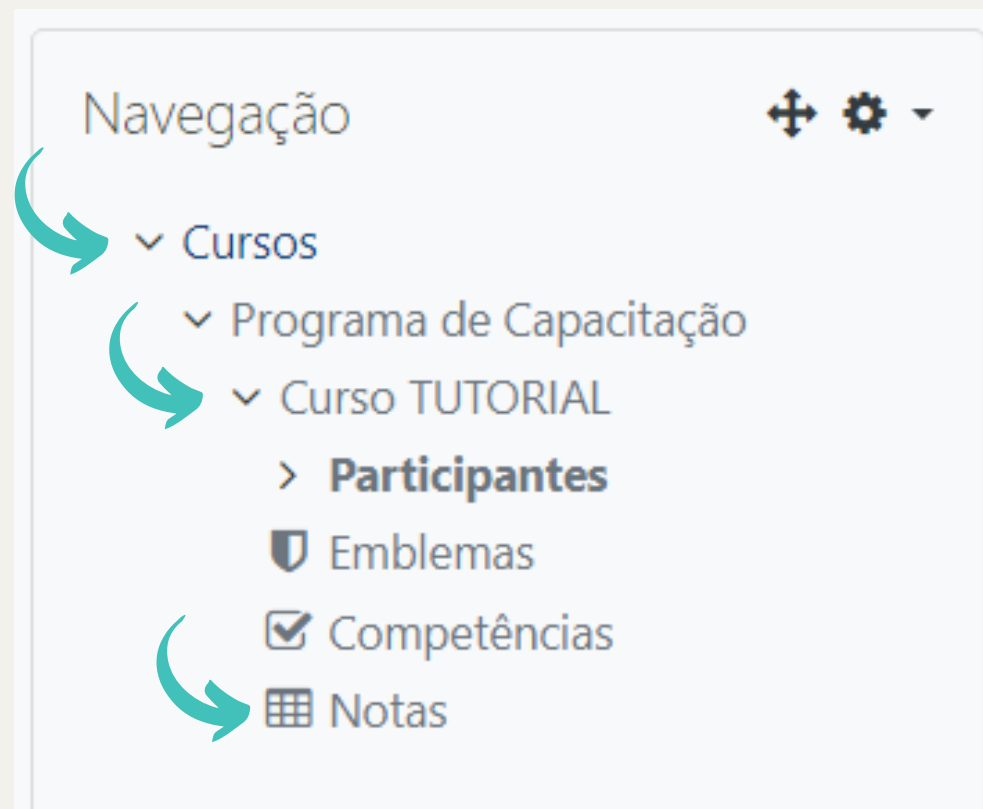 Navegação
Cursos
Programa de Capacitação
Curso TUTORIAL
Participantes
Emblemas
Competências
Notas